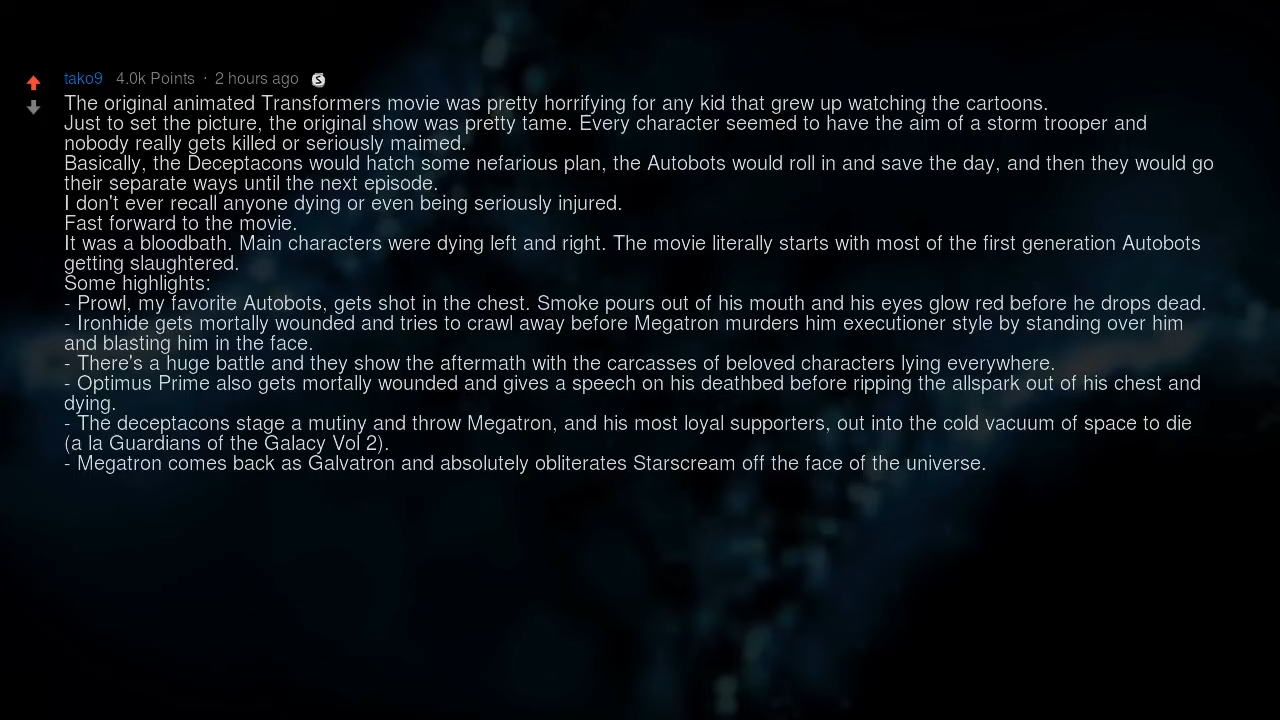 tako9 4.0k Points · 2 hours ago S
The original animated Transformers movie was pretty horrifying for any kid that grew up watching the cartoons.
Just to set the picture, the original show was pretty tame. Every character seemed to have the aim of a storm trooper and
nobody really gets killed or seriously maimed.
Basically, the Deceptacons would hatch some nefarious plan, the Autobots would roll in and save the day, and then they would go
their separate ways until the next episode.
I don't ever recall anyone dying or even being seriously injured.
Fast forward to the movie.
It was a bloodbath. Main characters were dying left and right. The movie literally starts with most of the first generation Autobots
getting slaughtered.
Some highlights:
- Prowl, my favorite Autobots, gets shot in the chest. Smoke pours out of his mouth and his eyes glow red before he drops dead.
- Ironhide gets mortally wounded and tries to crawl away before Megatron murders him executioner style by standing over him
and blasting him in the face.
- There's a huge battle and they show the aftermath with the carcasses of beloved characters lying everywhere.
- Optimus Prime also gets mortally wounded and gives a speech on his deathbed before ripping the allspark out of his chest and
dying.
- The deceptacons stage a mutiny and throw Megatron, and his most loyal supporters, out into the cold vacuum of space to die
(a la Guardians of the Galacy Vol 2).
- Megatron comes back as Galvatron and absolutely obliterates Starscream off the face of the universe.